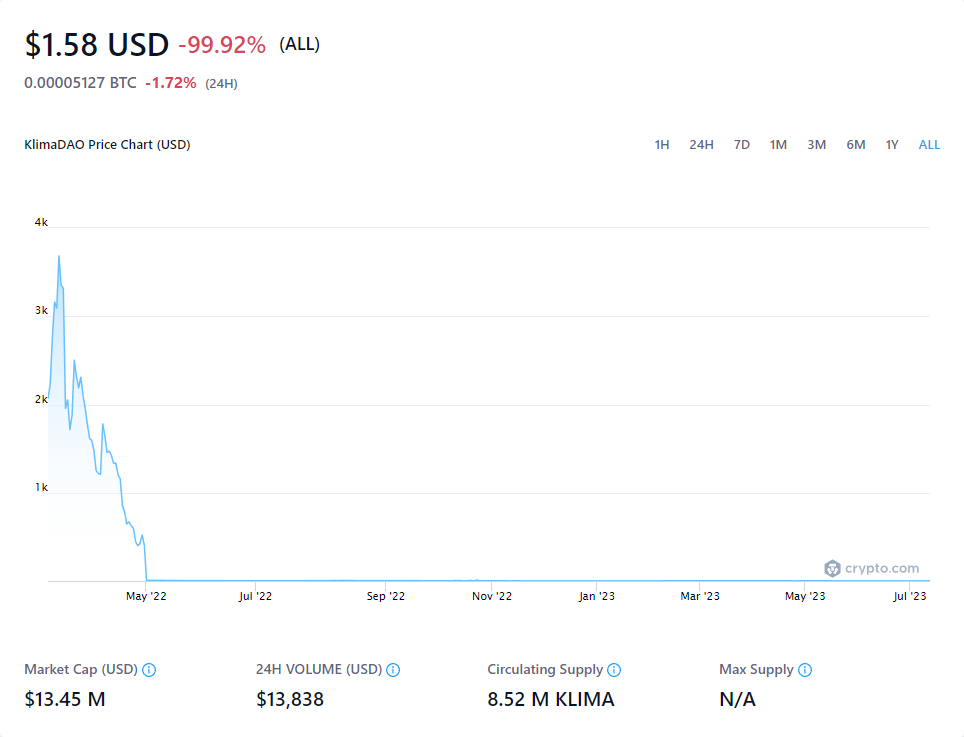 $1.58 USD -99.92% (ALL)
0.00005127 BTC -1.72% (24H)
KlimaDAO Price Chart (USD) 1H 24H 7D 1M 3M 6M 1Y ALL
4k
3k
2k
1k
crypto.com
May '22 Jul '22 Sep '22 Nov '22 Jan '23 Mar '23 May '23 Jul '23
Market Cap (USD) 24H VOLUME (USD) Circulating Supply Max Supply
$13.45 M $13,838 8.52 M KLIMA N/A